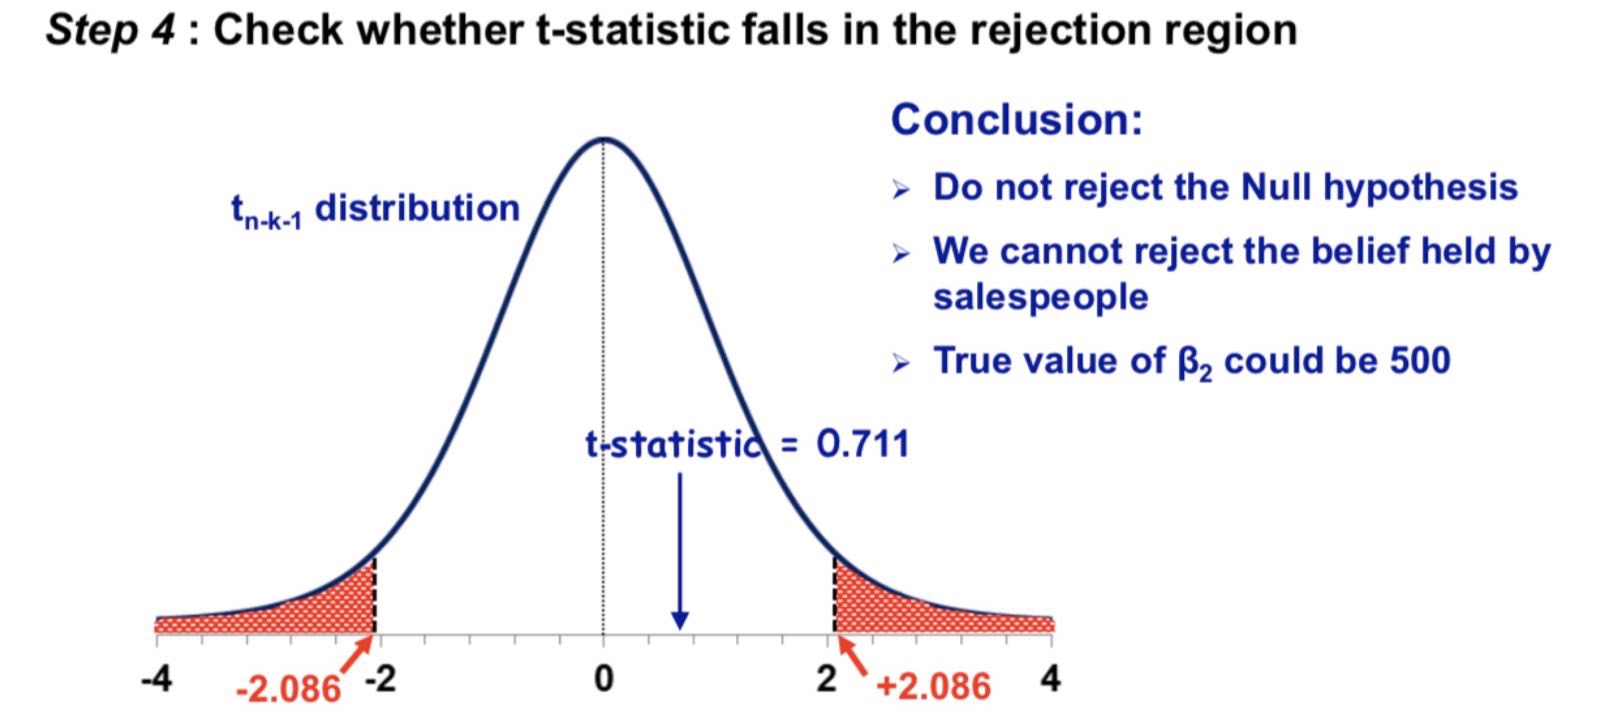 Step 4 : Check whether t-statistic falls in the rejection region
Conclusion:
➢ Do not reject the Null hypothesis
➢ We cannot reject the belief held by
salespeople
➢ True value of β₂ could be 500
tn-k-1 distribution
t-statistic = 0.711
-4 -2 0 2 4
-2.086 +2.086